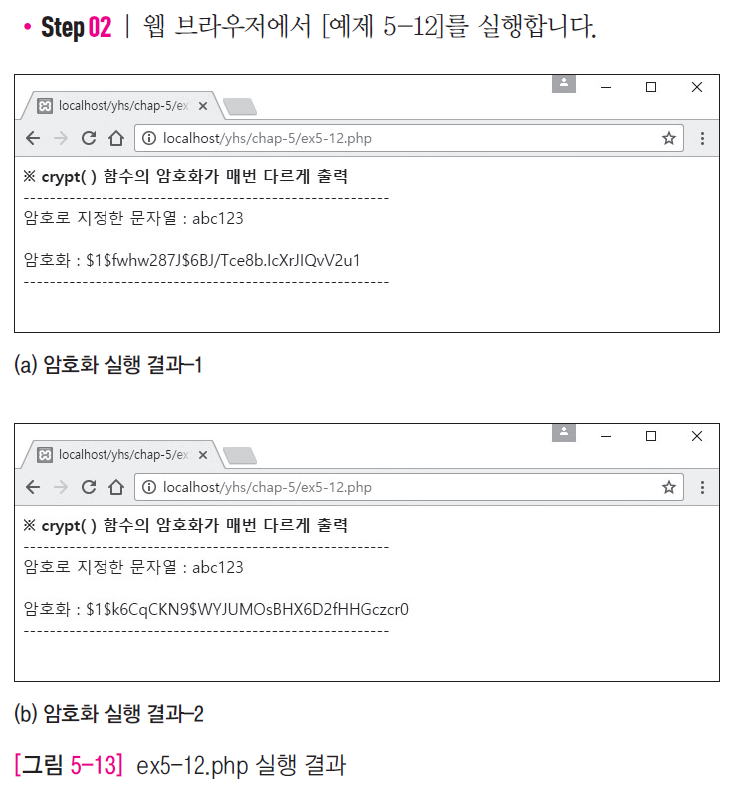 • Step 02 | 웹 브라우저에서 [예제 5-12]를 실행합니다.
localhost/yhs/chap-5/ex
localhost/yhs/chap-5/ex5-12.php
※ crypt( ) 함수의 암호화가 매번 다르게 출력
--------------------------------------------------------
암호로 지정한 문자열 : abc123
암호화 : $1$fwhw287J$6BJ/Tce8b.IcXrJIQvV2u1
--------------------------------------------------------
(a) 암호화 실행 결과-1
localhost/yhs/chap-5/ex
localhost/yhs/chap-5/ex5-12.php
※ crypt( ) 함수의 암호화가 매번 다르게 출력
--------------------------------------------------------
암호로 지정한 문자열 : abc123
암호화 : $1$k6CqCKN9$WYJUMOsBHX6D2fHHGczcr0
--------------------------------------------------------
(b) 암호화 실행 결과-2
[그림 5-13] ex5-12.php 실행 결과